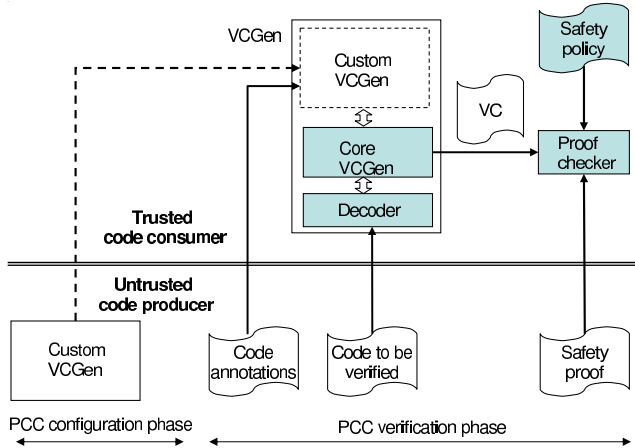 VCGen
Custom
VCGen
Safety
policy
VC
Core
VCGen
Proof
checker
Decoder
Trusted
code consumer
Untrusted
code producer
Custom
VCGen
Code
annotations
Code to be
verified
Safety
proof
PCC configuration phase
PCC verification phase